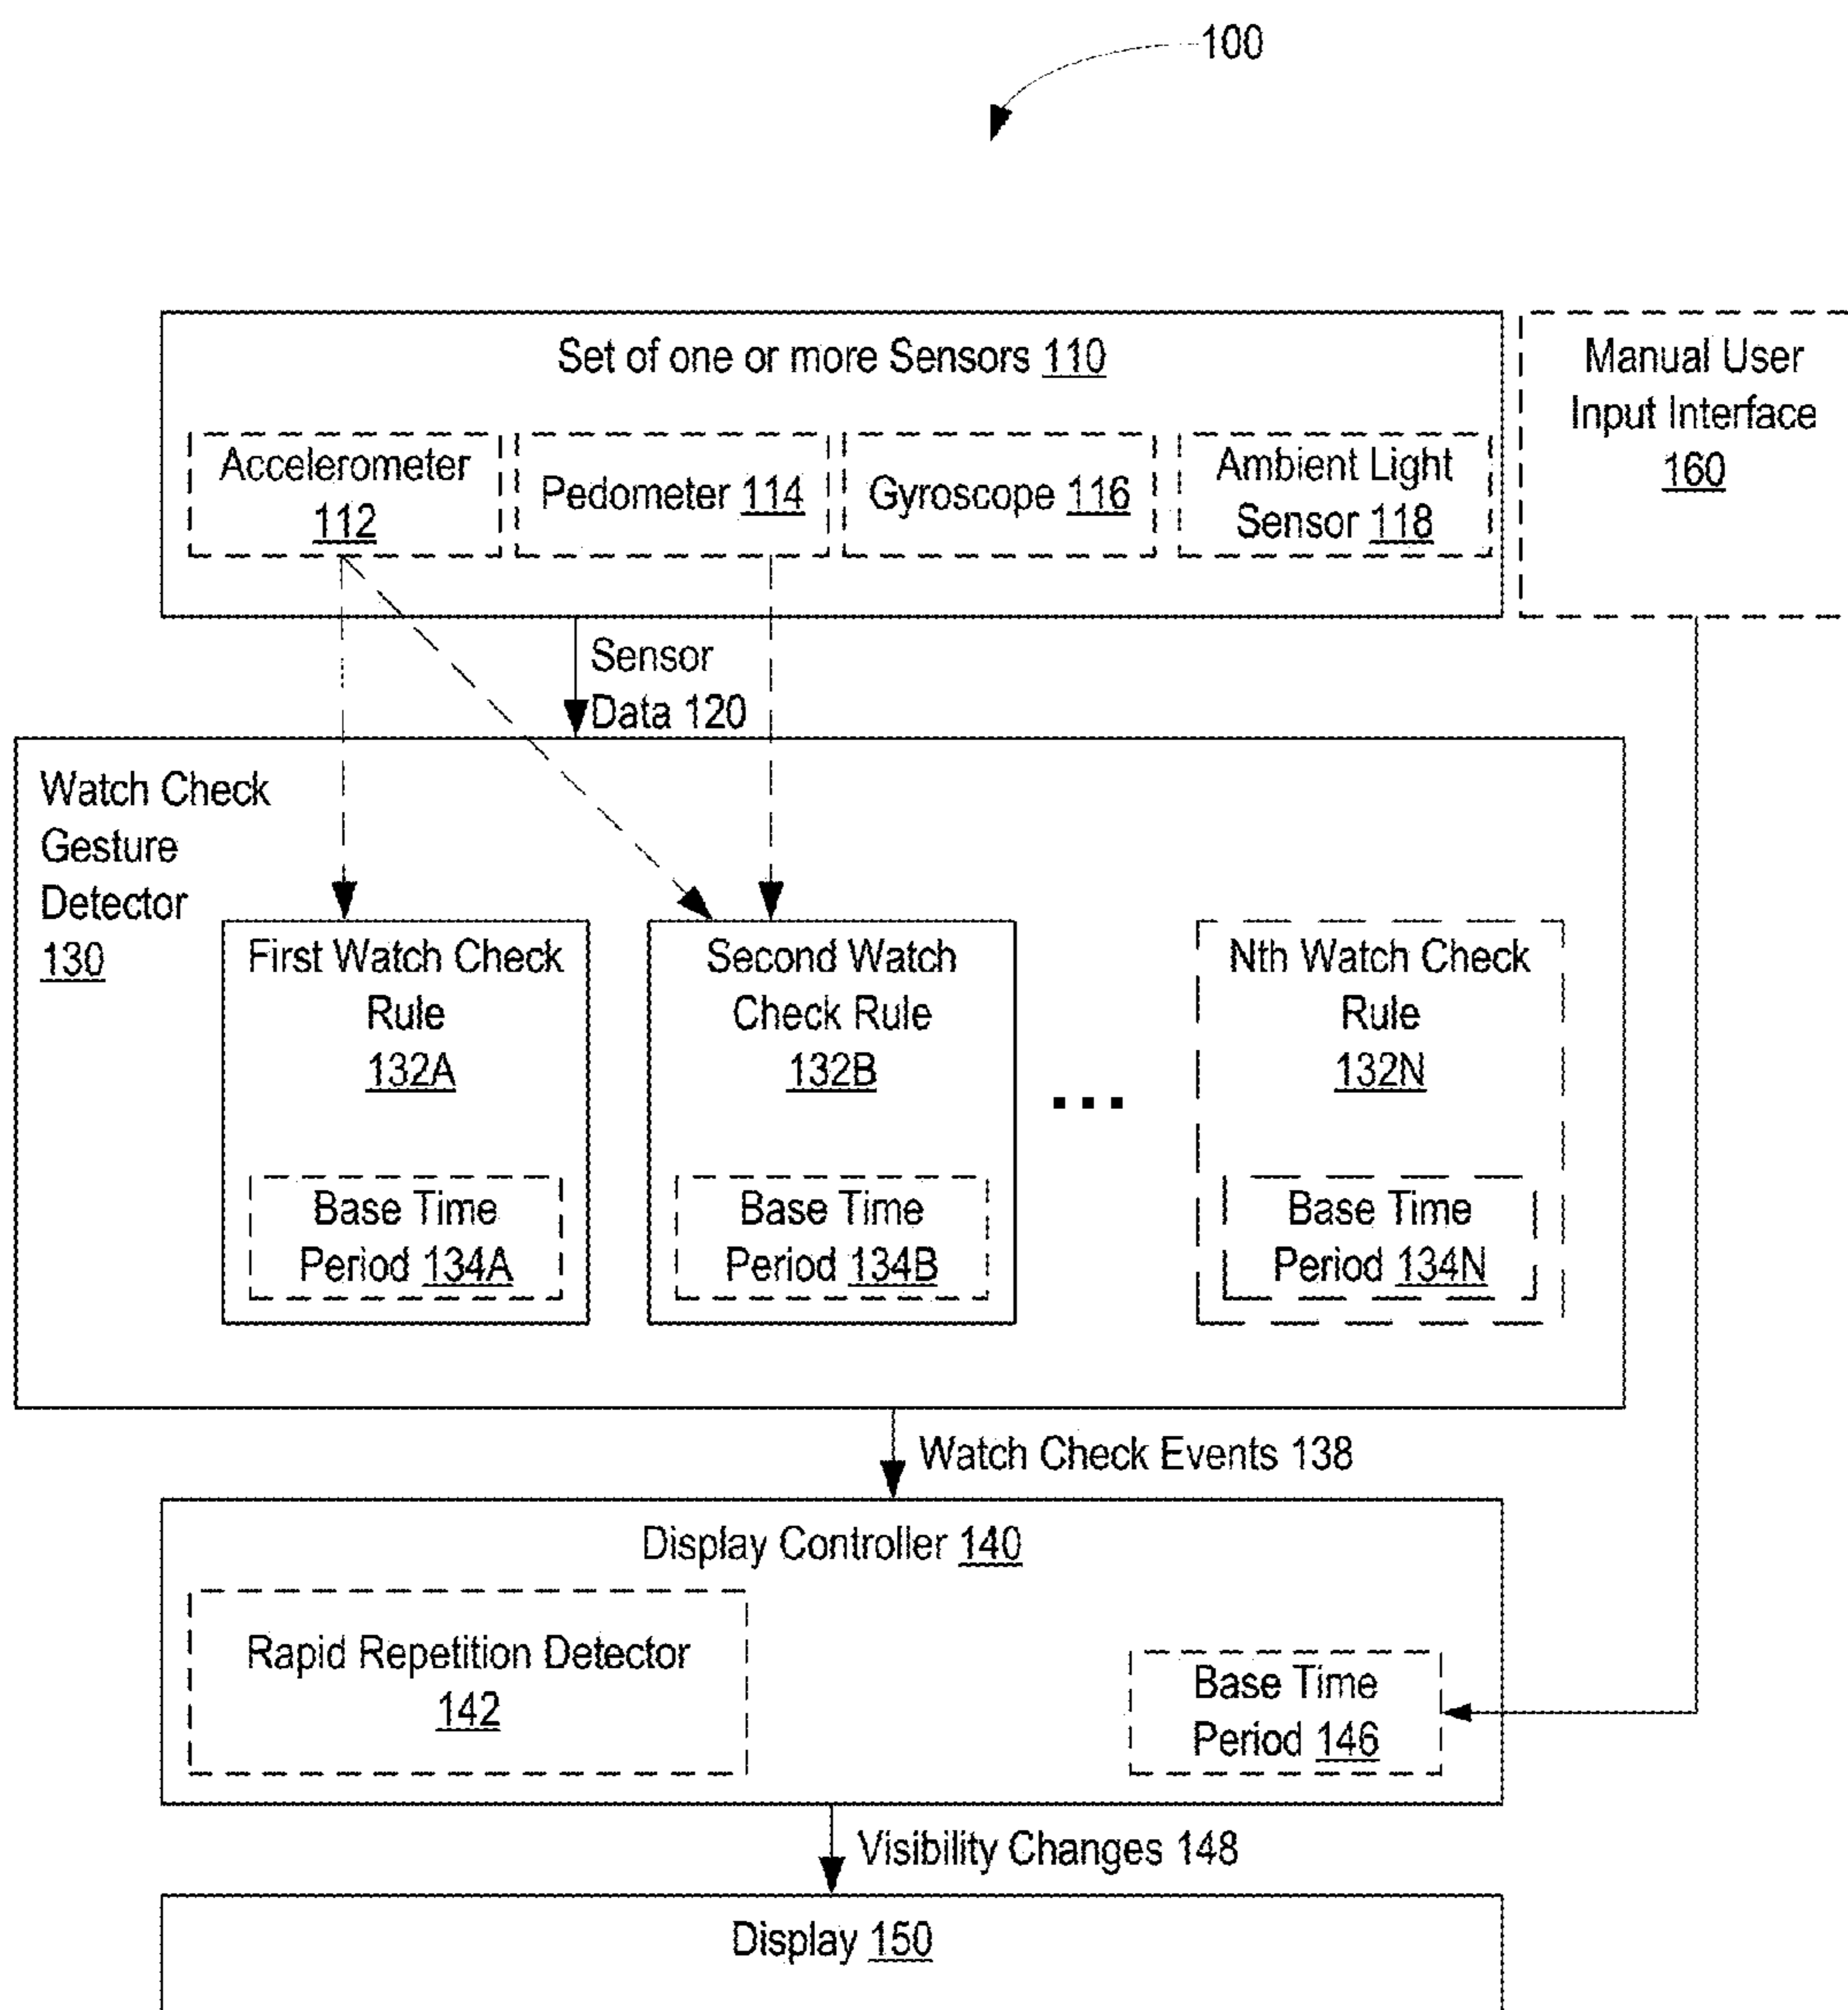 100
Set of one or more Sensors 110
Manual User
Input Interface
160
Accelerometer
112
Pedometer 114
Gyroscope 116
Ambient Light
Sensor 118
Sensor
Data 120
Watch Check
Gesture
Detector
130
First Watch Check
Rule
132A
Base Time
Period 134A
Second Watch
Check Rule
132B
Base Time
Period 134B
...
Nth Watch Check
Rule
132N
Base Time
Period 134N
Watch Check Events 138
Display Controller 140
Rapid Repetition Detector
142
Base Time
Period 146
Visibility Changes 148
Display 150